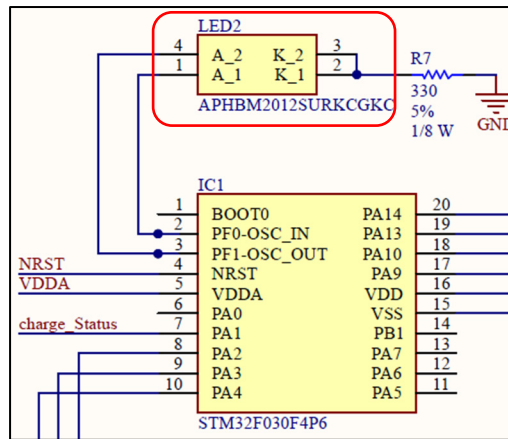 LED2
4 A_2 K_2 3
1 A_1 K_1 2
APHBM2012SURKCGKC
R7
330
5%
1/8 W
GND
IC1
1 BOOT0 PA14 20
2 PF0-OSC_IN PA13 19
3 PF1-OSC_OUT PA10 18
NRST 4 NRST PA9 17
VDDA 5 VDDA VDD 16
6 PA0 VSS 15
charge_Status 7 PA1 PB1 14
8 PA2 PA7 13
9 PA3 PA6 12
10 PA4 PA5 11
STM32F030F4P6